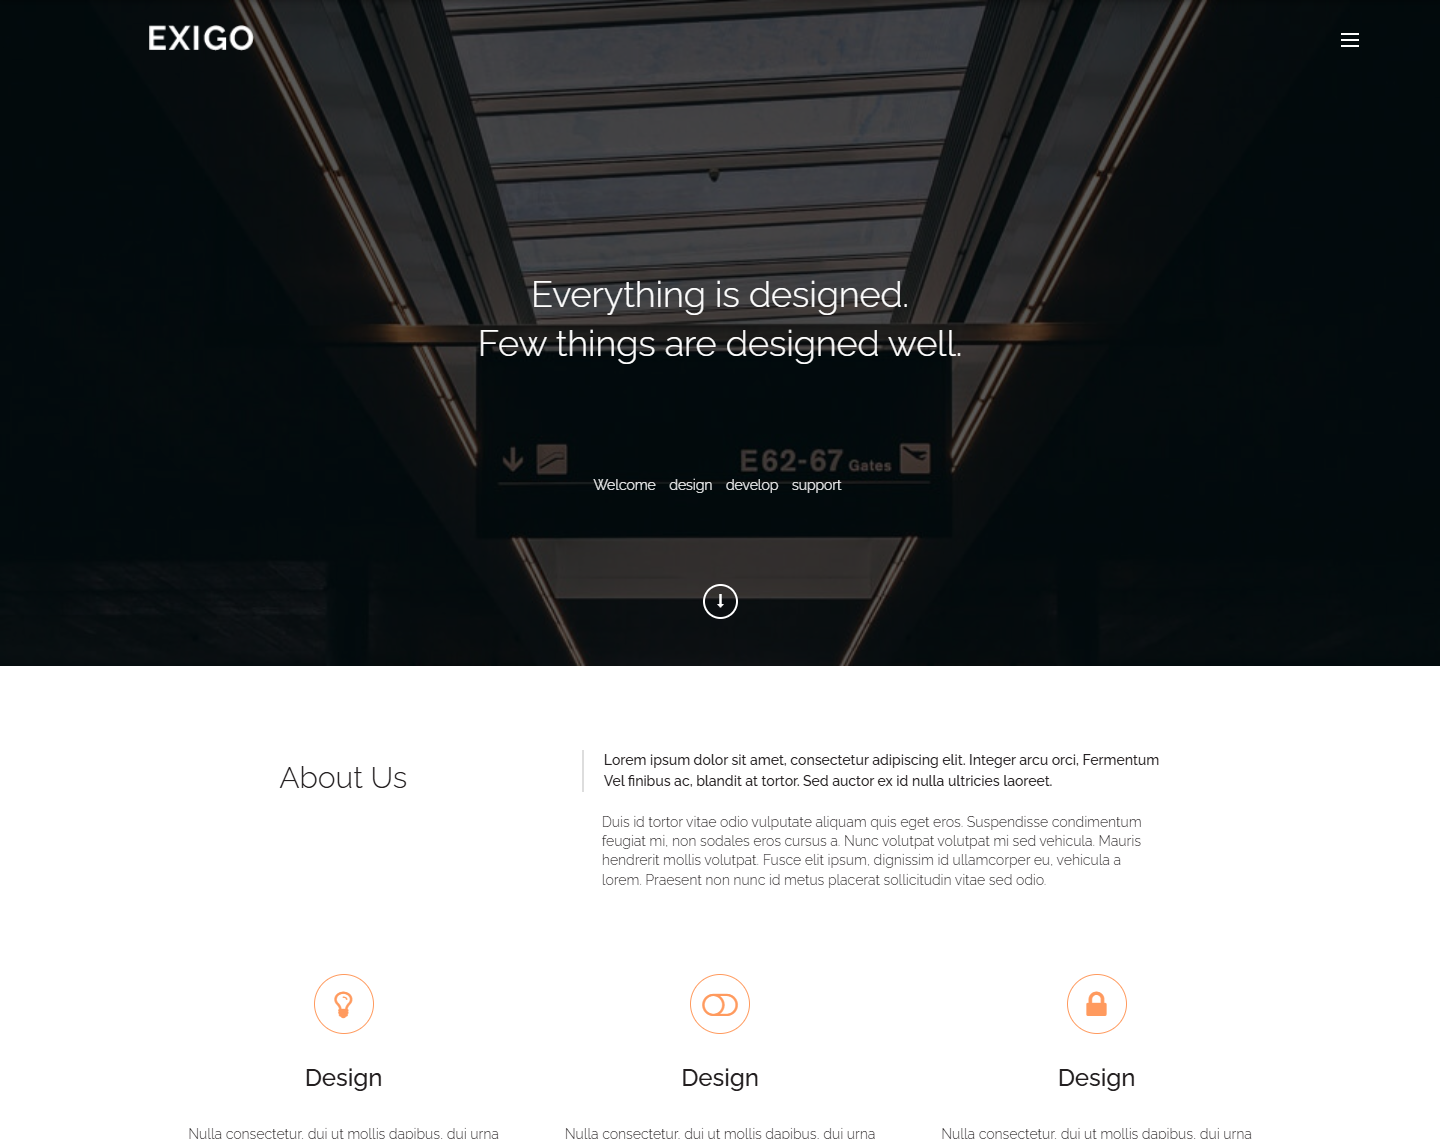 EXIGO
Everything is designed.
Few things are designed well.
E62-67 Gates
Welcome design develop support
About Us
Lorem ipsum dolor sit amet, consectetur adipiscing elit. Integer arcu orci, Fermentum
Vel finibus ac, blandit at tortor. Sed auctor ex id nulla ultricies laoreet.
Duis id tortor vitae odio vulputate aliquam quis eget eros. Suspendisse condimentum
feugiat mi, non sodales eros cursus a. Nunc volutpat volutpat mi sed vehicula. Mauris
hendrerit mollis volutpat. Fusce elit ipsum, dignissim id ullamcorper eu, vehicula a
lorem. Praesent non nunc id metus placerat sollicitudin vitae sed odio.
Design
Design
Design
Nulla consectetur, dui ut mollis dapibus, dui urna
Nulla consectetur, dui ut mollis dapibus, dui urna
Nulla consectetur, dui ut mollis dapibus, dui urna